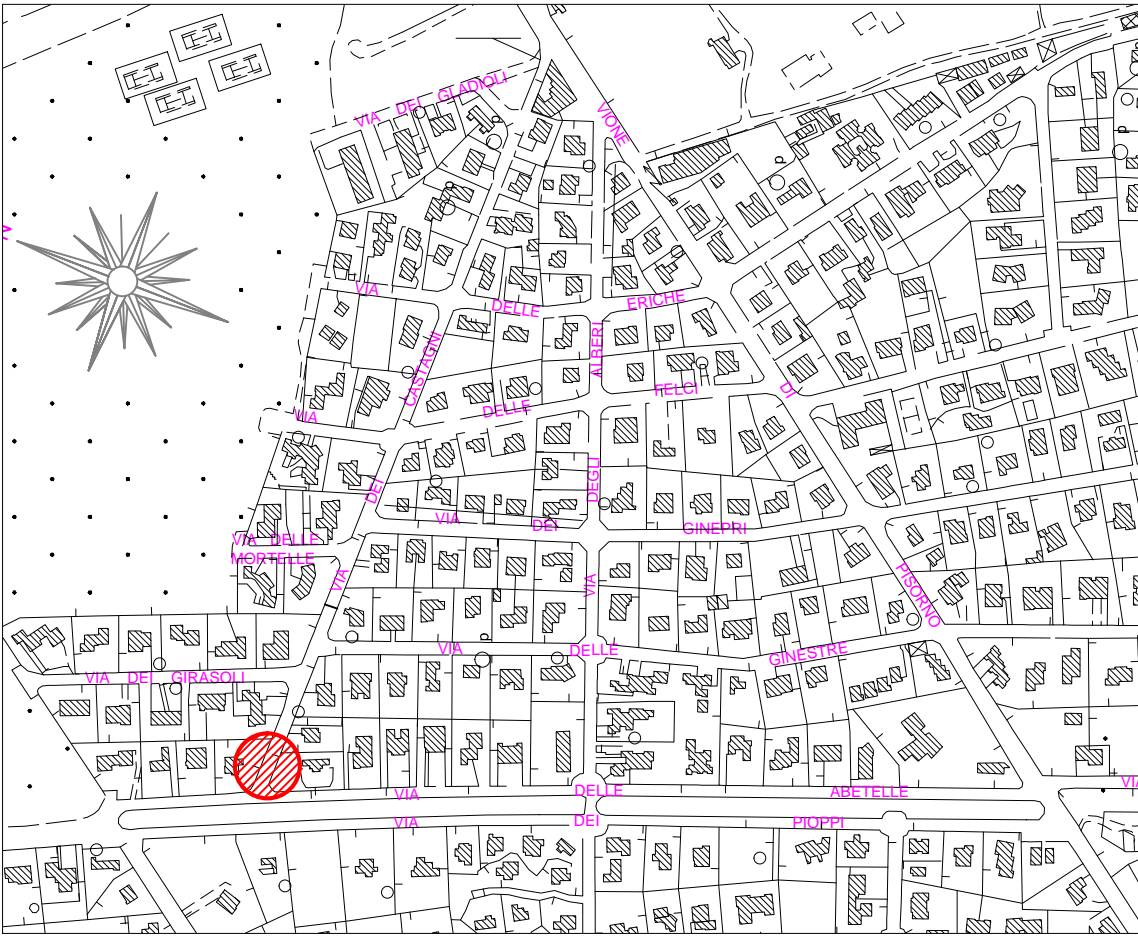 VIA DEI GLADIOLI
VIONE
N
VIA DELLE ERICHE
ALBERI
CASTAGNI
DI
FELCI
DELLE
VIA
DEGLI
DEI
VIA DEI GINEPRI
VIA DELLE
MORTELLE
VIA
VIA
PISORNO
VIA DELLE GINESTRE
VIA DEI GIRASOLI
VIA DELLE ABETELLE
VIA
VIA DEI PIOPPI